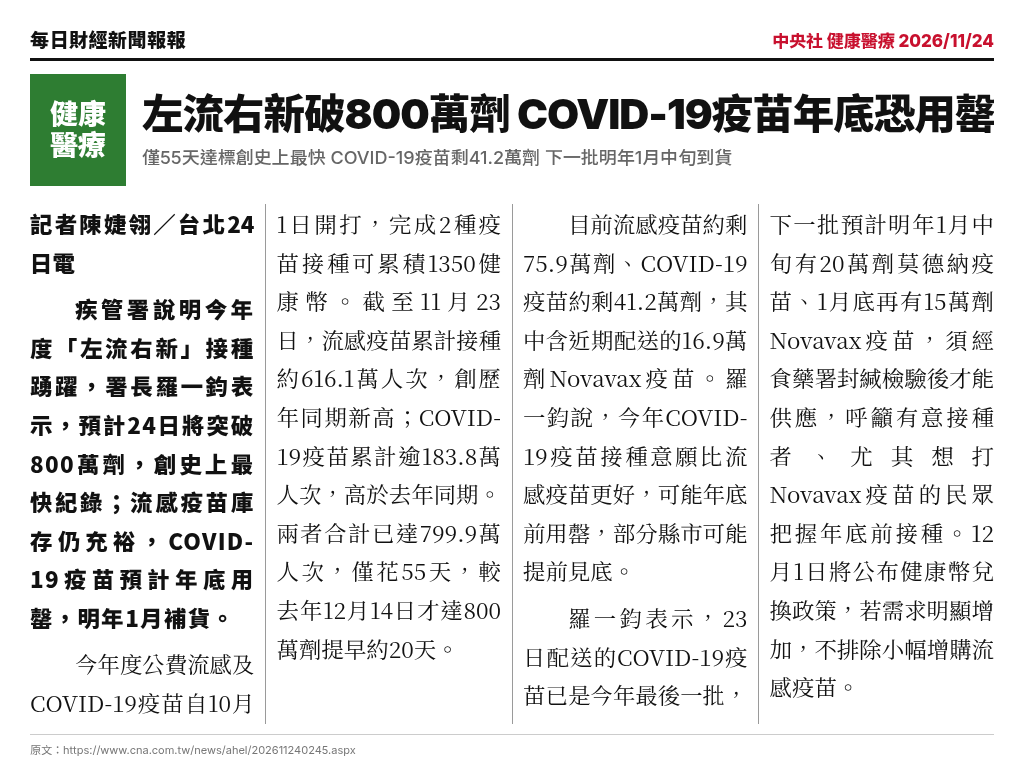 每日財經新聞報報
中央社 健康醫療 2026/11/24
健康
醫療
左流右新破800萬劑 COVID-19疫苗年底恐用罄
僅55天達標創史上最快 COVID-19疫苗剩41.2萬劑 下一批明年1月中旬到貨
記者陳婕翎／台北24
日電
疾管署說明今年
度「左流右新」接種
踴躍，署長羅一鈞表
示，預計24日將突破
800萬劑，創史上最
快紀錄；流感疫苗庫
存仍充裕，COVID-
19疫苗預計年底用
罄，明年1月補貨。
今年度公費流感及
COVID-19疫苗自10月
1日開打，完成2種疫
苗接種可累積1350健
康幣。截至11月23
日，流感疫苗累計接種
約616.1萬人次，創歷
年同期新高；COVID-
19疫苗累計逾183.8萬
人次，高於去年同期。
兩者合計已達799.9萬
人次，僅花55天，較
去年12月14日才達800
萬劑提早約20天。
目前流感疫苗約剩
75.9萬劑、COVID-19
疫苗約剩41.2萬劑，其
中含近期配送的16.9萬
劑Novavax疫苗。羅
一鈞說，今年COVID-
19疫苗接種意願比流
感疫苗更好，可能年底
前用罄，部分縣市可能
提前見底。
羅一鈞表示，23
日配送的COVID-19疫
苗已是今年最後一批，
下一批預計明年1月中
旬有20萬劑莫德納疫
苗、1月底再有15萬劑
Novavax疫苗，須經
食藥署封緘檢驗後才能
供應，呼籲有意接種
者、尤其想打
Novavax疫苗的民眾
把握年底前接種。12
月1日將公布健康幣兌
換政策，若需求明顯增
加，不排除小幅增購流
感疫苗。
原文：https://www.cna.com.tw/news/ahel/202611240245.aspx